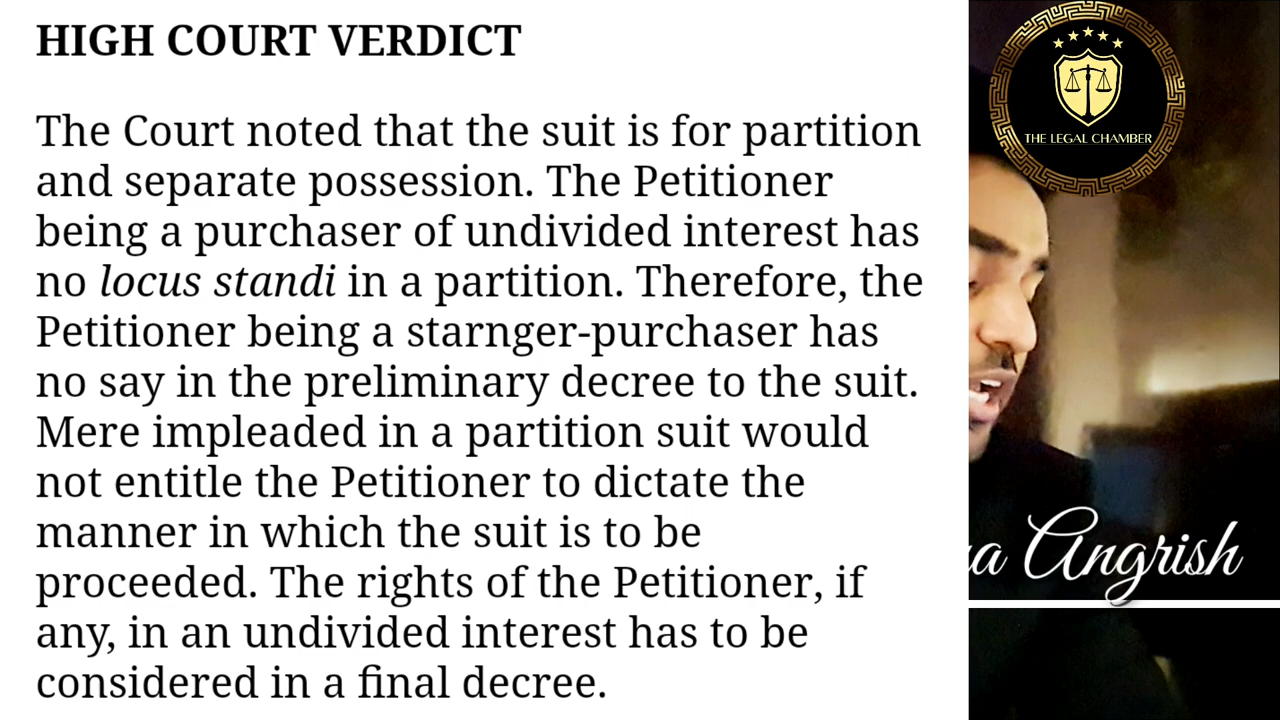 HIGH COURT VERDICT
The Court noted that the suit is for partition
and separate possession. The Petitioner
being a purchaser of undivided interest has
no locus standi in a partition. Therefore, the
Petitioner being a starnger-purchaser has
no say in the preliminary decree to the suit.
Mere impleaded in a partition suit would
not entitle the Petitioner to dictate the
manner in which the suit is to be
proceeded. The rights of the Petitioner, if
any, in an undivided interest has to be
considered in a final decree.
THE LEGAL CHAMBER
a Angrish